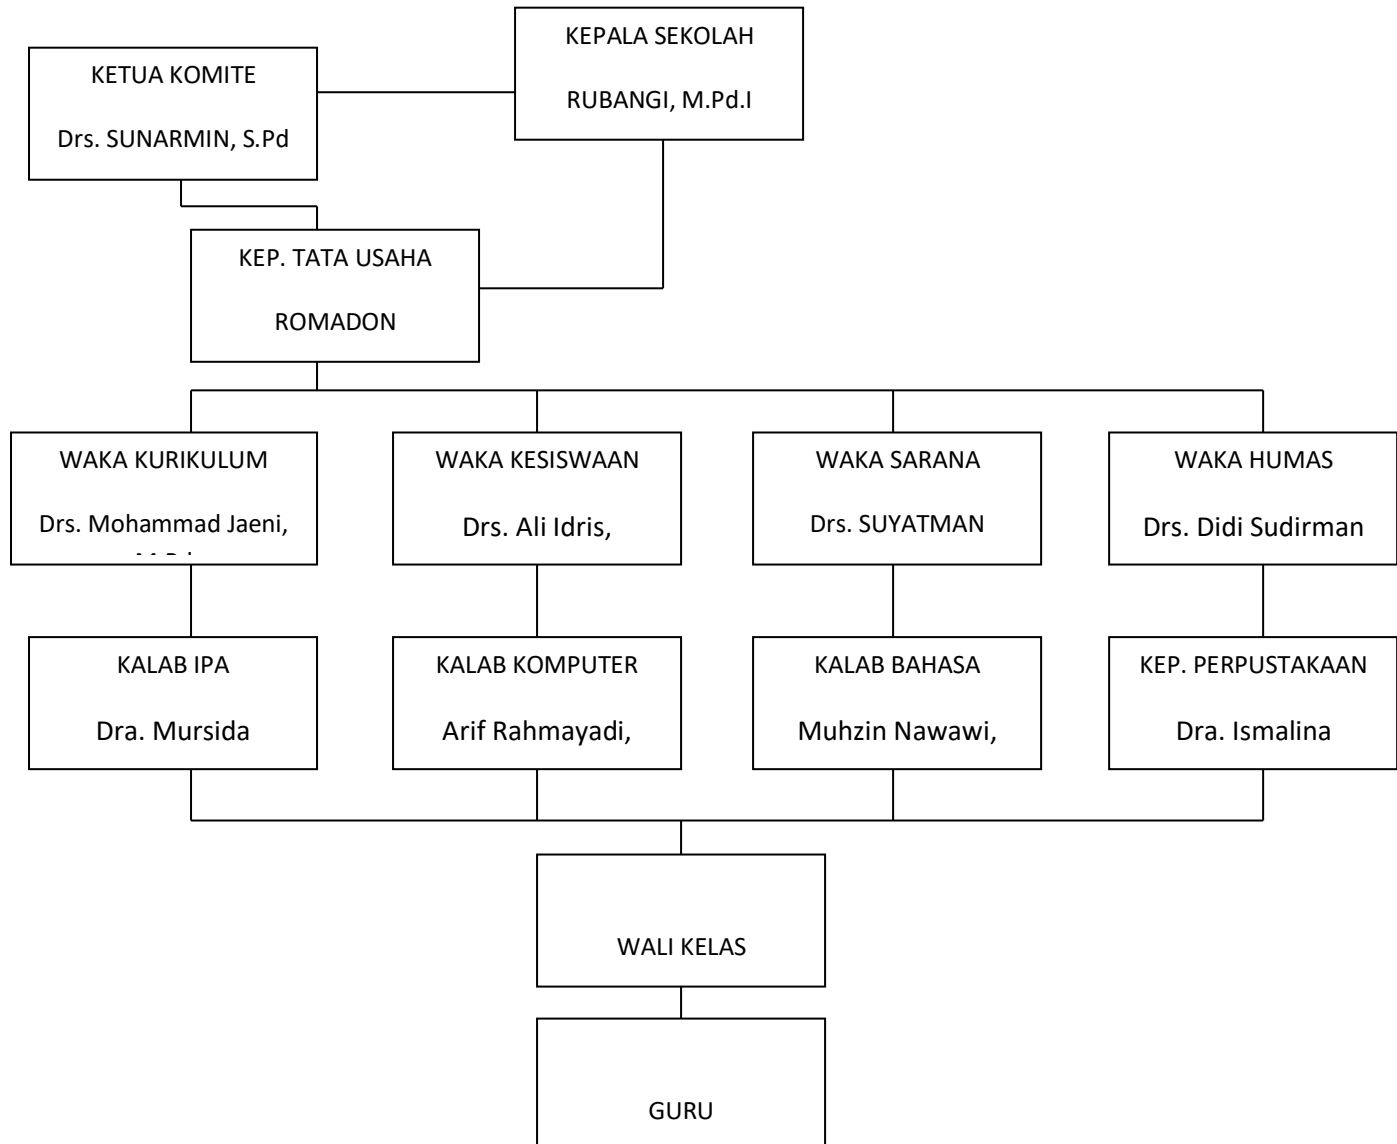 KEPALA SEKOLAH
RUBANGI, M.Pd.I
KETUA KOMITE
Drs. SUNARMIN, S.Pd
KEP. TATA USAHA
ROMADON
WAKA KURIKULUM
Drs. Mohammad Jaeni,
WAKA KESISWAAN
Drs. Ali Idris,
WAKA SARANA
Drs. SUYATMAN
WAKA HUMAS
Drs. Didi Sudirman
KALAB IPA
Dra. Mursida
KALAB KOMPUTER
Arif Rahmayadi,
KALAB BAHASA
Muhzin Nawawi,
KEP. PERPUSTAKAAN
Dra. Ismalina
WALI KELAS
GURU